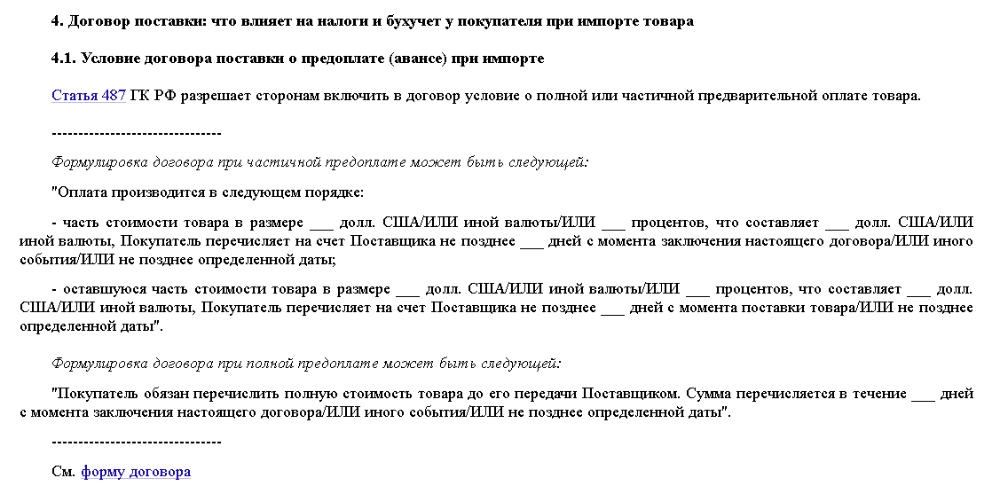 4. Договор поставки: что влияет на налоги и бухучет у покупателя при импорте товара
4.1. Условие договора поставки о предоплате (авансе) при импорте
Статья 487 ГК РФ разрешает сторонам включить в договор условие о полной или частичной предварительной оплате товара.
--------------------------------
Формулировка договора при частичной предоплате может быть следующей:
"Оплата производится в следующем порядке:
- часть стоимости товара в размере ___ долл. США/ИЛИ иной валюты/ИЛИ ___ процентов, что составляет ___ долл. США/ИЛИ
иной валюты, Покупатель перечисляет на счет Поставщика не позднее ___ дней с момента заключения настоящего договора/ИЛИ иного
события/ИЛИ не позднее определенной даты;
- оставшуюся часть стоимости товара в размере ___ долл. США/ИЛИ иной валюты/ИЛИ ___ процентов, что составляет ___ долл.
США/ИЛИ иной валюты, Покупатель перечисляет на счет Поставщика не позднее ___ дней с момента поставки товара/ИЛИ не позднее
определенной даты".
Формулировка договора при полной предоплате может быть следующей:
"Покупатель обязан перечислить полную стоимость товара до его передачи Поставщиком. Сумма перечисляется в течение ___ дней
с момента заключения настоящего договора/ИЛИ иного события/ИЛИ не позднее определенной даты".
--------------------------------
См. форму договора